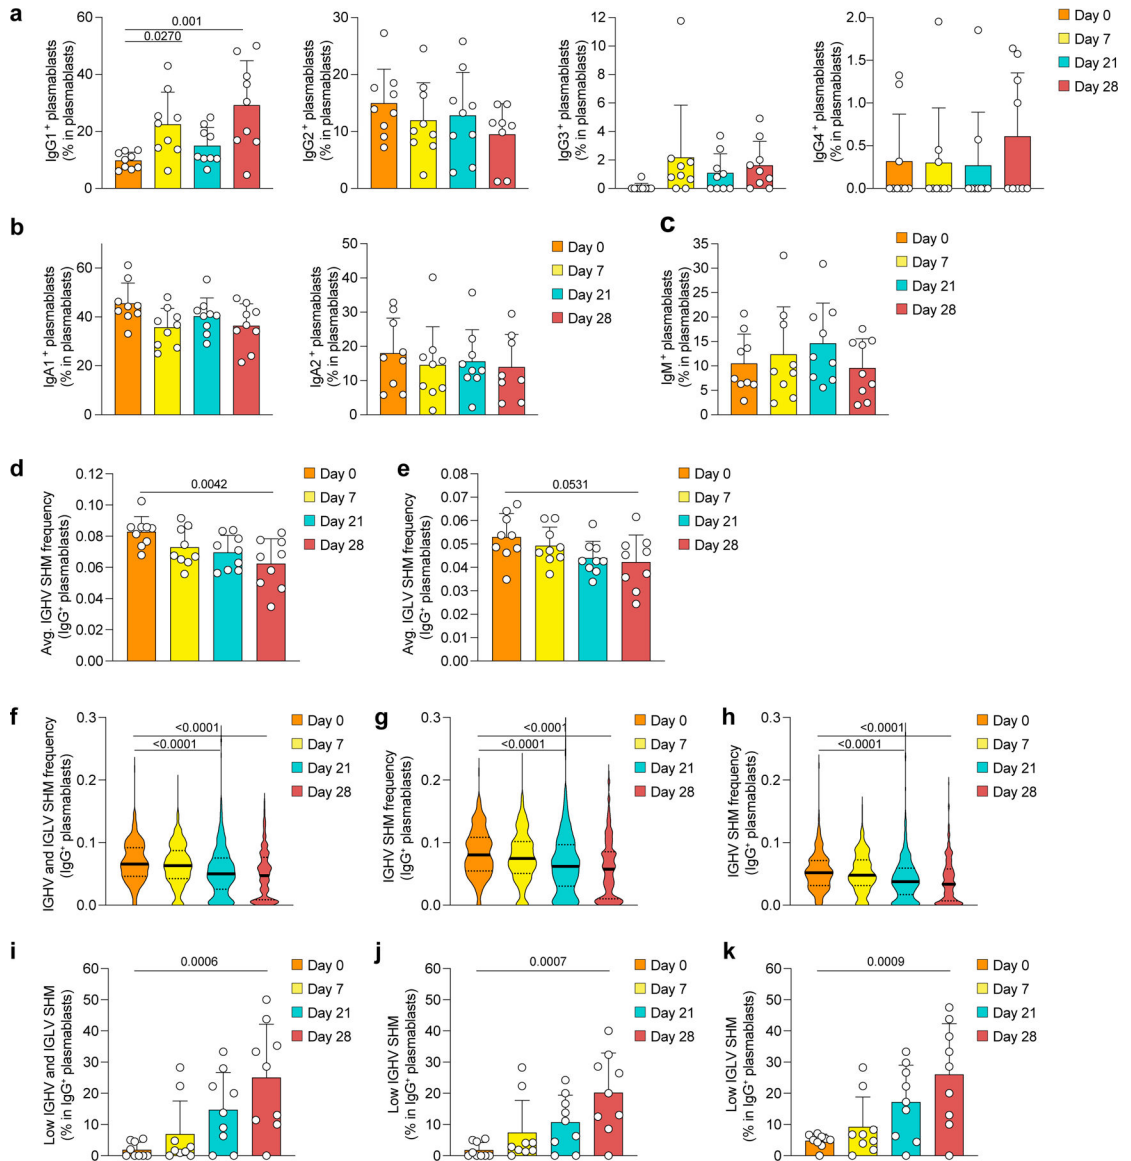 a
IgG1⁺ plasmablasts
(% in plasmablasts)
60
40
20
0
0.001
0.0270
IgG2⁺ plasmablasts
(% in plasmablasts)
30
20
10
0
IgG3⁺ plasmablasts
(% in plasmablasts)
12
10
8
6
4
2
0
IgG4⁺ plasmablasts
(% in plasmablasts)
2.0
1.5
1.0
0.5
0.0
Day 0
Day 7
Day 21
Day 28
b
IgA1⁺ plasmablasts
(% in plasmablasts)
60
40
20
0
IgA2⁺ plasmablasts
(% in plasmablasts)
50
40
30
20
10
0
Day 0
Day 7
Day 21
Day 28
c
IgM⁺ plasmablasts
(% in plasmablasts)
35
30
25
20
15
10
5
0
Day 0
Day 7
Day 21
Day 28
d
Avg. IGHV SHM frequency
(IgG⁺ plasmablasts)
0.12
0.10
0.08
0.06
0.04
0.02
0.00
0.0042
Day 0
Day 7
Day 21
Day 28
e
Avg. IGLV SHM frequency
(IgG⁺ plasmablasts)
0.08
0.07
0.06
0.05
0.04
0.03
0.02
0.01
0.00
0.0531
Day 0
Day 7
Day 21
Day 28
f
IGHV and IGLV SHM frequency
(IgG⁺ plasmablasts)
0.3
0.2
0.1
0.0
<0.0001
<0.0001
Day 0
Day 7
Day 21
Day 28
g
IGHV SHM frequency
(IgG⁺ plasmablasts)
0.3
0.2
0.1
0.0
<0.0001
<0.0001
Day 0
Day 7
Day 21
Day 28
h
IGHV SHM frequency
(IgG⁺ plasmablasts)
0.3
0.2
0.1
0.0
<0.0001
<0.0001
Day 0
Day 7
Day 21
Day 28
i
Low IGHV and IGLV SHM
(% in IgG⁺ plasmablasts)
60
50
40
30
20
10
0
0.0006
Day 0
Day 7
Day 21
Day 28
j
Low IGHV SHM
(% in IgG⁺ plasmablasts)
60
50
40
30
20
10
0
0.0007
Day 0
Day 7
Day 21
Day 28
k
Low IGLV SHM
(% in IgG⁺ plasmablasts)
60
50
40
30
20
10
0
0.0009
Day 0
Day 7
Day 21
Day 28